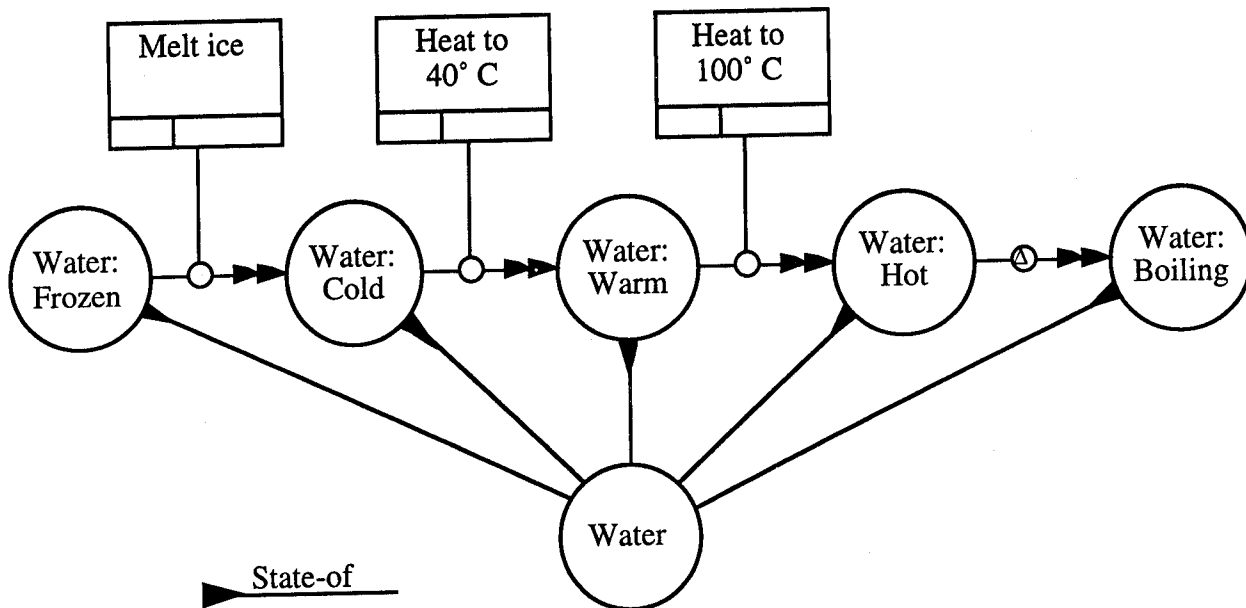 Melt ice
Heat to
40° C
Heat to
100° C
Water:
Frozen
Water:
Cold
Water:
Warm
Water:
Hot
Δ
Water:
Boiling
Water
State-of